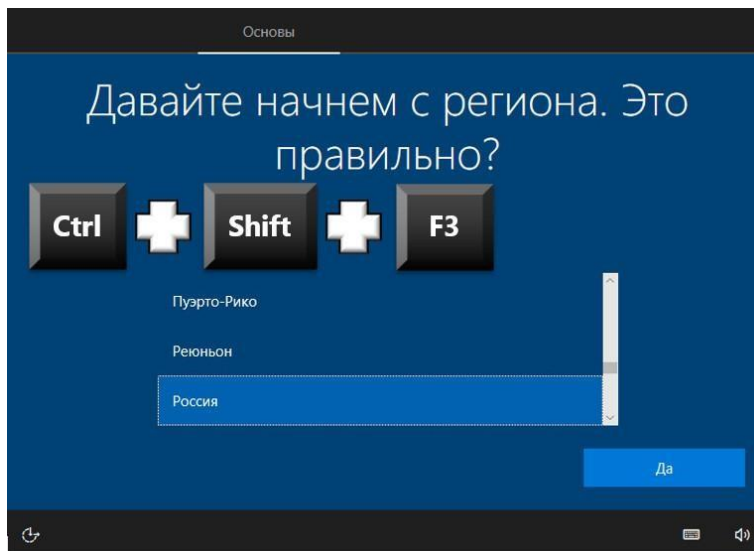 Основы
Давайте начнем с региона. Это
правильно?
Ctrl Shift F3
Пуэрто-Рико
Реюньон
Россия
Да